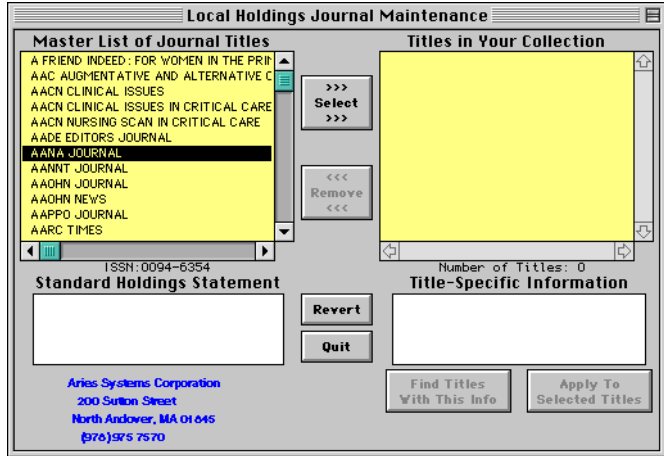 Local Holdings Journal Maintenance
Master List of Journal Titles
A FRIEND INDEED: FOR WOMEN IN THE PRIM
AAC AUGMENTATIVE AND ALTERNATIVE C
AACN CLINICAL ISSUES
AACN CLINICAL ISSUES IN CRITICAL CARE
AACN NURSING SCAN IN CRITICAL CARE
AADE EDITORS JOURNAL
AANA JOURNAL
AANNT JOURNAL
AAOHN JOURNAL
AAOHN NEWS
AAPPO JOURNAL
AARC TIMES
ISSN:0094-6354
>>>
Select
>>>
<<<
Remove
<<<
Titles in Your Collection
Number of Titles: 0
Standard Holdings Statement
Revert
Quit
Title-Specific Information
Aries Systems Corporation
200 Sutton Street
North Andover, MA 01845
(978) 975 7570
Find Titles
With This Info
Apply To
Selected Titles